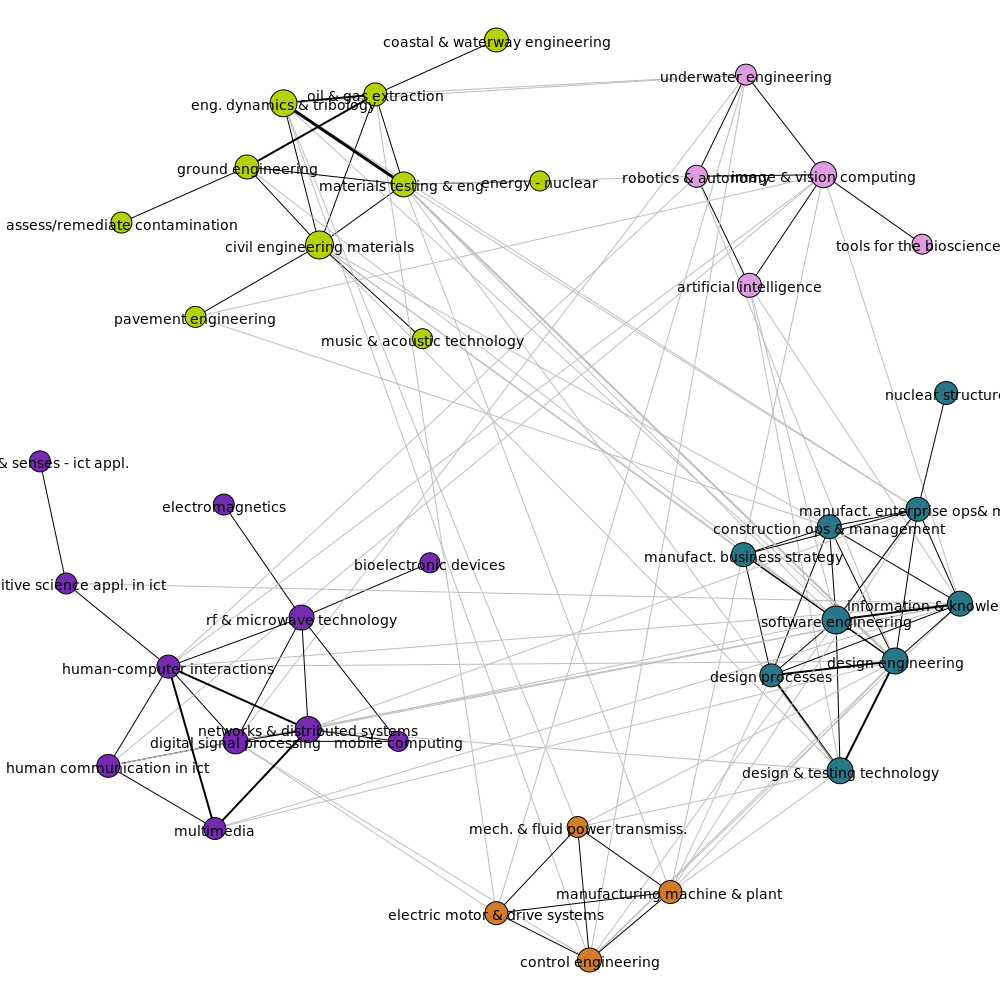 coastal & waterway engineering
underwater engineering
oil & gas extraction
eng. dynamics & tribology
ground engineering
materials testing & eng.
energy - nuclear
robotics & autonomy
image & vision computing
assess/remediate contamination
civil engineering materials
tools for the bioscience
artificial intelligence
pavement engineering
music & acoustic technology
nuclear structure
& senses - ict appl.
electromagnetics
manufact. enterprise ops& m
construction ops & management
manufact. business strategy
bioelectronic devices
itive science appl. in ict
information & knowle
rf & microwave technology
software engineering
human-computer interactions
design engineering
design processes
networks & distributed systems
digital signal processing
mobile computing
human communication in ict
design & testing technology
multimedia
mech. & fluid power transmiss.
manufacturing machine & plant
electric motor & drive systems
control engineering